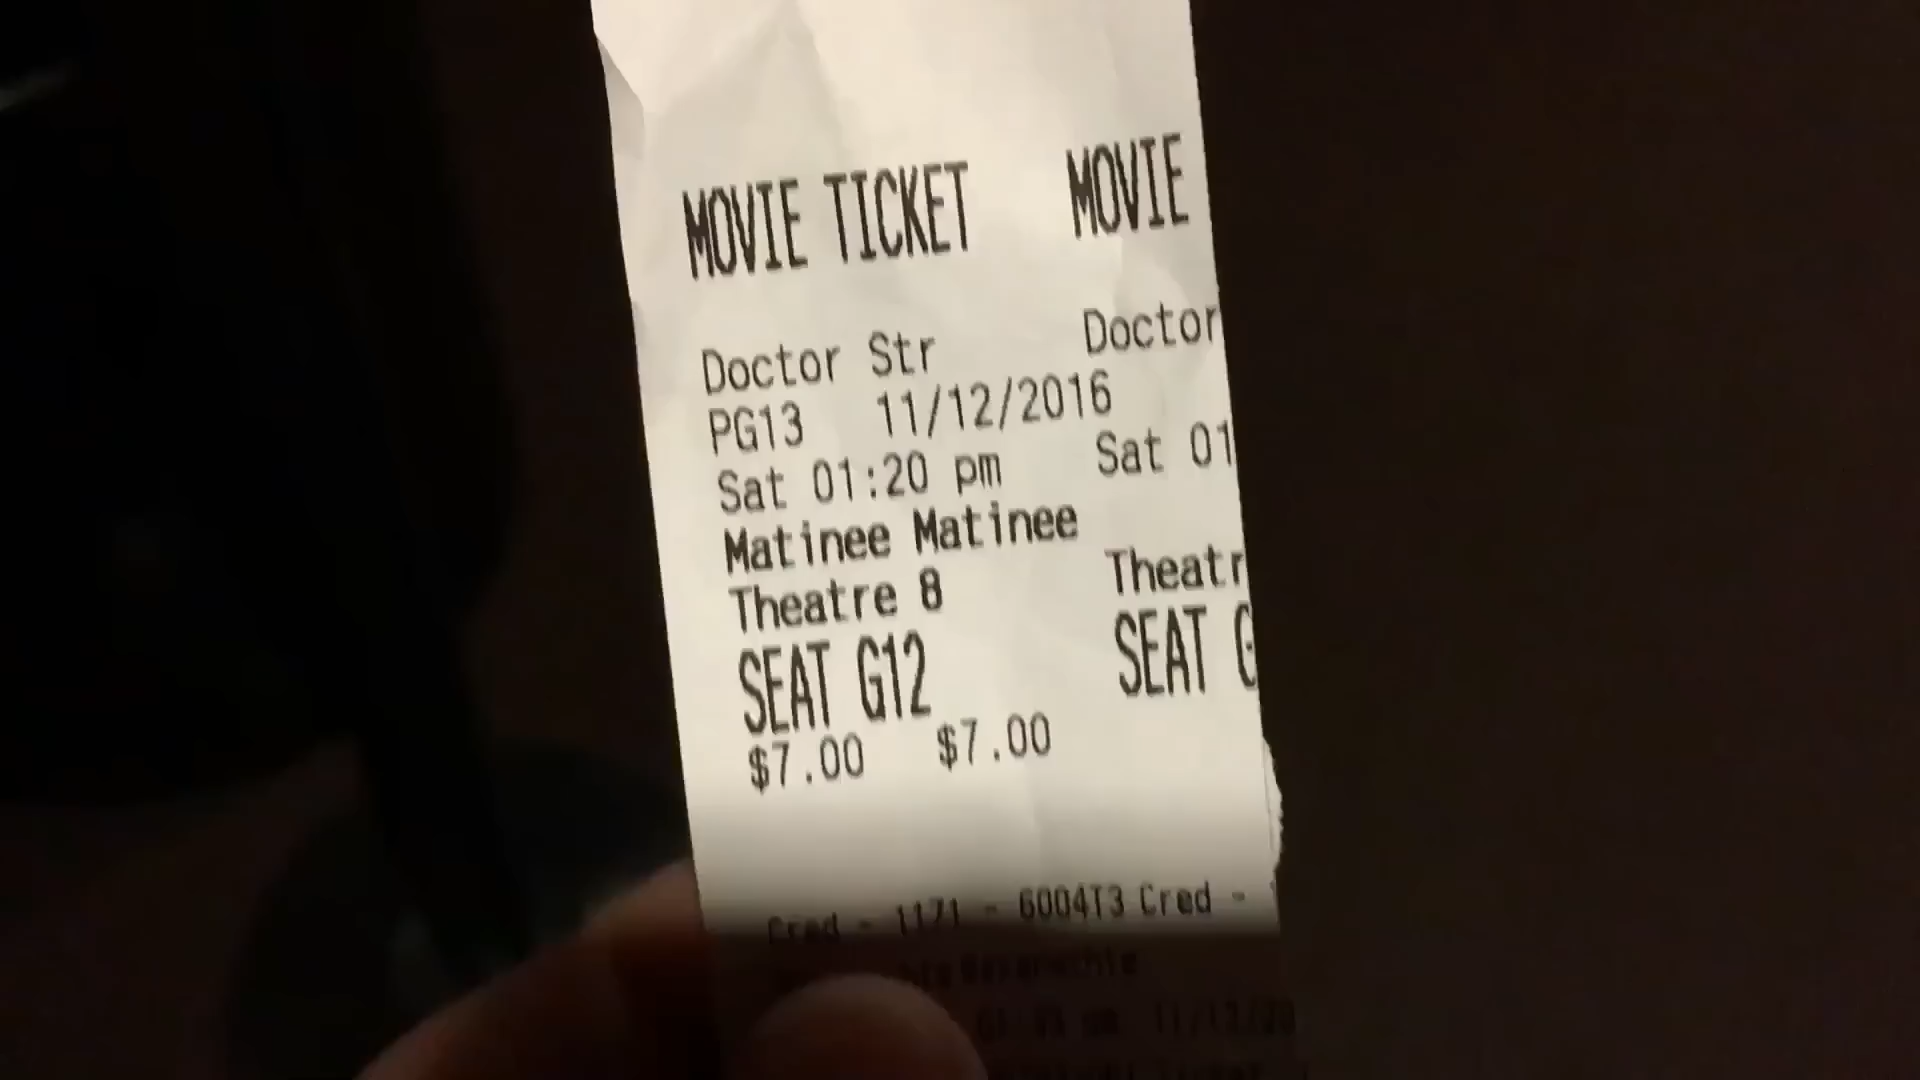 MOVIE TICKET MOVIE
Doctor Str Doctor
PG13 11/12/2016
Sat 01:20 pm Sat 01
Matinee Matinee
Theatre 8 Theatr
SEAT G12 SEAT G
$7.00 $7.00
Cred - 1171 - 6004T3 Cred -